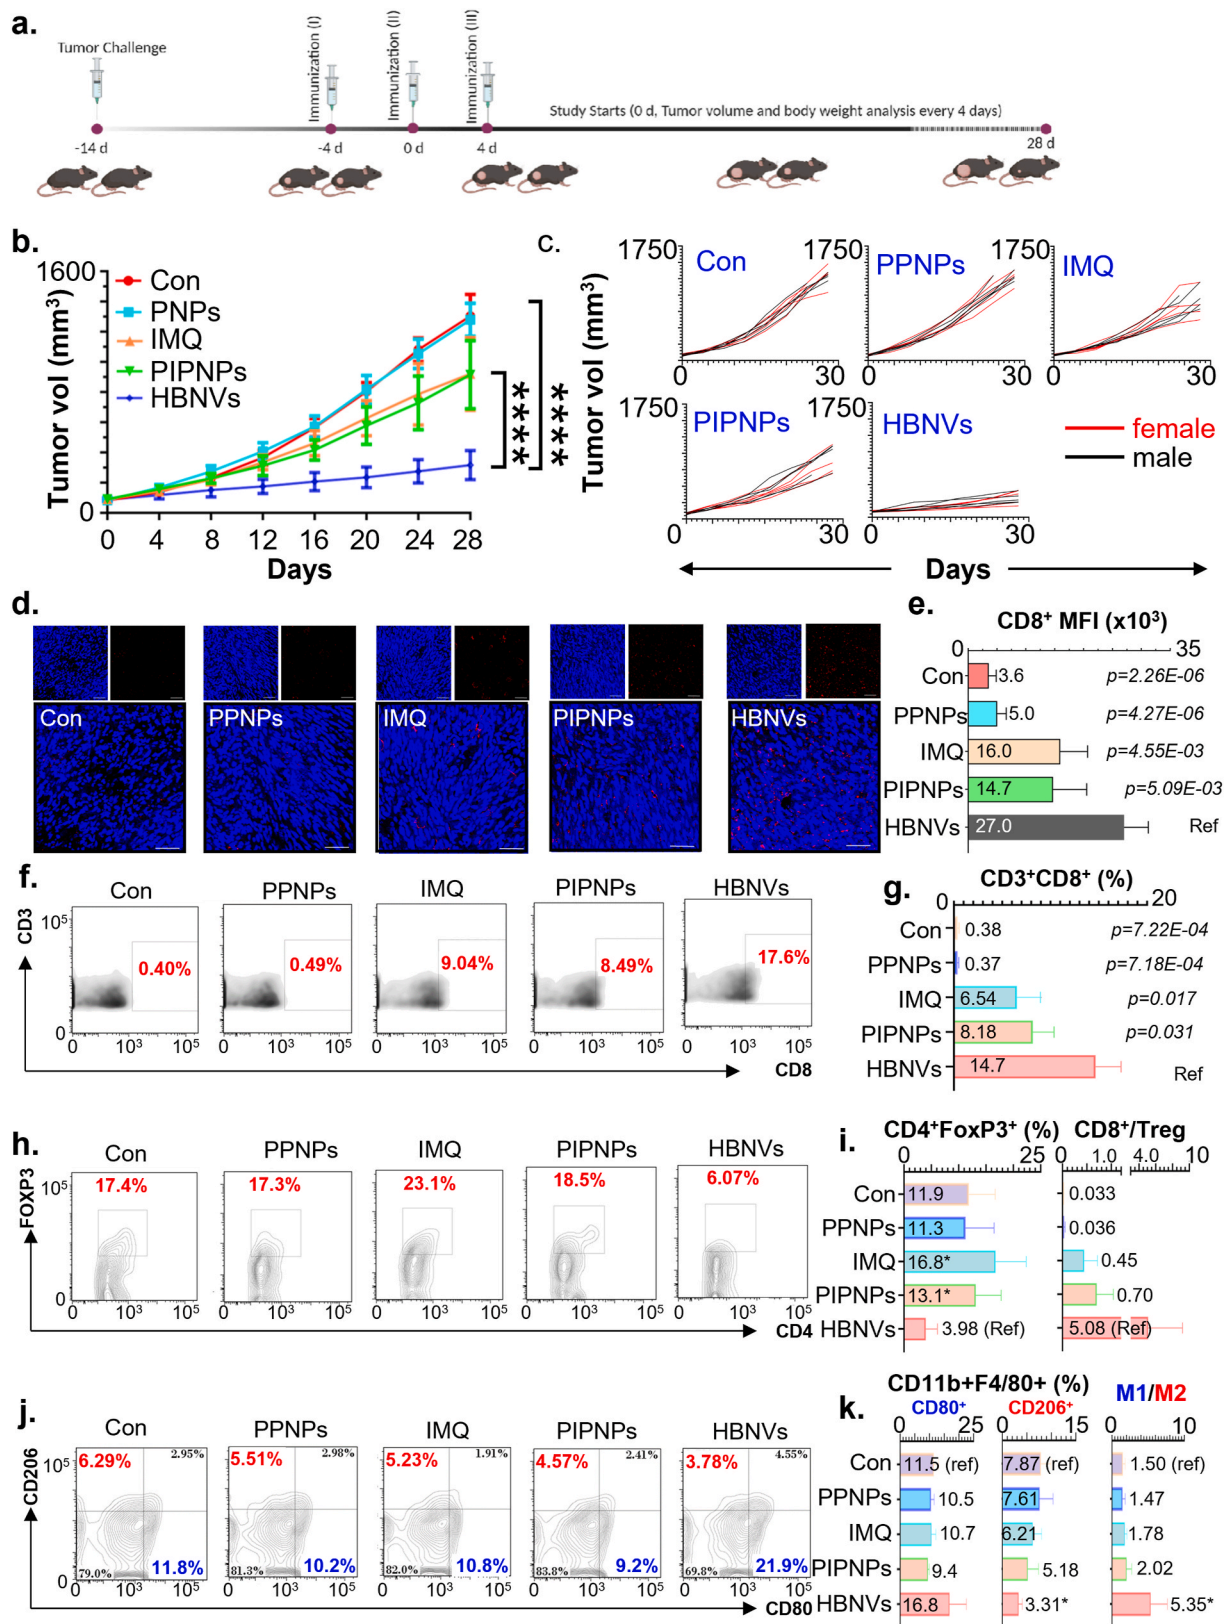 a.
Tumor Challenge
Immunization (I)
Immunization (II)
Immunization (III)
Study Starts (0 d, Tumor volume and body weight analysis every 4 days)
-14 d
-4 d
0 d
4 d
28 d
b.
Tumor vol (mm³)
1600
0
Con
PNPs
IMQ
PIPNPs
HBNVs
****
****
0 4 8 12 16 20 24 28
Days
c.
Tumor vol (mm³)
1750 Con 0 30
1750 PPNPs 0 30
1750 IMQ 0 30
1750 PIPNPs 0 30
1750 HBNVs 0 30
female
male
Days
d.
Con PPNPs IMQ PIPNPs HBNVs
e.
CD8⁺ MFI (x10³)
0 35
Con 3.6 p=2.26E-06
PPNPs 5.0 p=4.27E-06
IMQ 16.0 p=4.55E-03
PIPNPs 14.7 p=5.09E-03
HBNVs 27.0 Ref
f.
Con PPNPs IMQ PIPNPs HBNVs
CD3
10⁵
0
0.40% 0.49% 9.04% 8.49% 17.6%
0 10³ 10⁵ 0 10³ 10⁵ 0 10³ 10⁵ 0 10³ 10⁵ 0 10³ 10⁵
CD8
g.
CD3⁺CD8⁺ (%)
0 20
Con 0.38 p=7.22E-04
PPNPs 0.37 p=7.18E-04
IMQ 6.54 p=0.017
PIPNPs 8.18 p=0.031
HBNVs 14.7 Ref
h.
Con PPNPs IMQ PIPNPs HBNVs
FOXP3
10⁵
0
17.4% 17.3% 23.1% 18.5% 6.07%
0 10³ 10⁵ 0 10³ 10⁵ 0 10³ 10⁵ 0 10³ 10⁵ 0 10³ 10⁵
CD4
i.
CD4⁺FoxP3⁺ (%) CD8⁺/Treg
0 25 0 1.0 4.0 10
Con 11.9 0.033
PPNPs 11.3 0.036
IMQ 16.8* 0.45
PIPNPs 13.1* 0.70
HBNVs 3.98 (Ref) 5.08 (Ref)
j.
Con PPNPs IMQ PIPNPs HBNVs
CD206
10⁵
0
6.29% 2.95% 5.51% 2.98% 5.23% 1.91% 4.57% 2.41% 3.78% 4.55%
79.0% 11.8% 81.3% 10.2% 82.0% 10.8% 83.8% 9.2% 69.8% 21.9%
0 10³ 10⁵ 0 10³ 10⁵ 0 10³ 10⁵ 0 10³ 10⁵ 0 10³ 10⁵
CD80
k.
CD11b+F4/80+ (%)
CD80⁺ CD206⁺ M1/M2
0 25 0 15 0 10
Con 11.5 (ref) 7.87 (ref) 1.50 (ref)
PPNPs 10.5 7.61 1.47
IMQ 10.7 6.21 1.78
PIPNPs 9.4 5.18 2.02
HBNVs 16.8 3.31* 5.35*